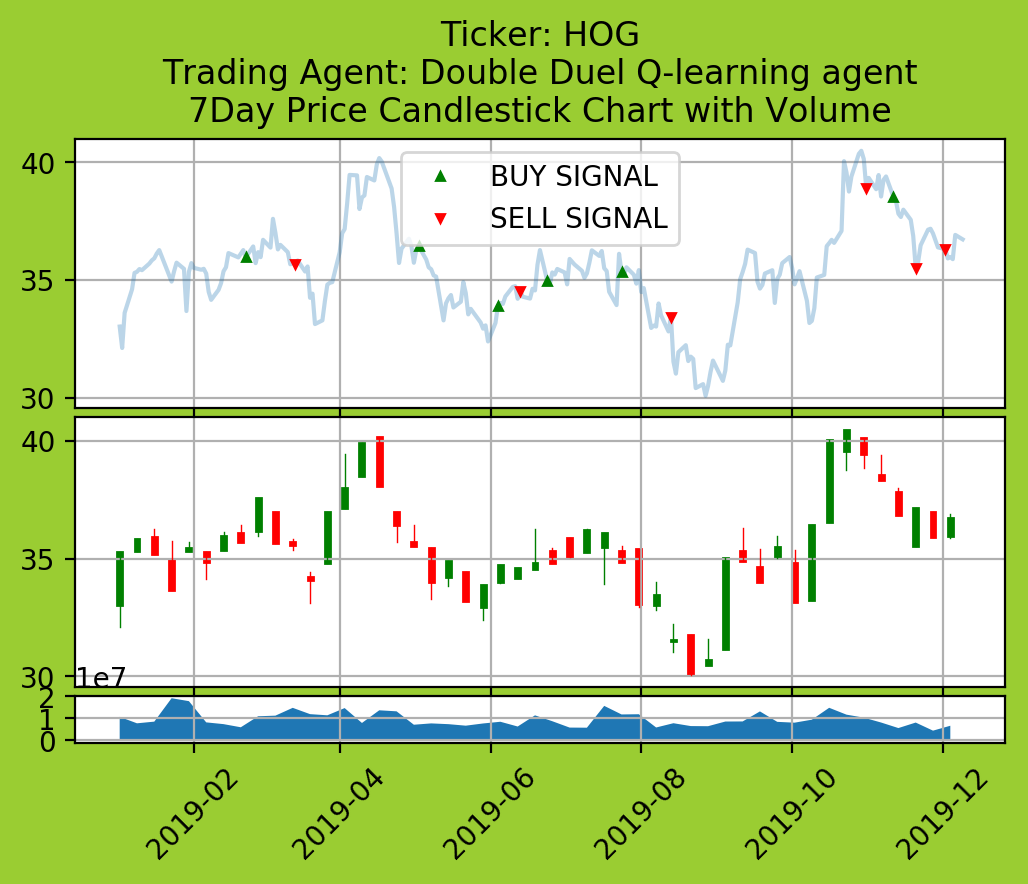 Ticker: HOG
Trading Agent: Double Duel Q-learning agent
7Day Price Candlestick Chart with Volume
40
35
30
BUY SIGNAL
SELL SIGNAL
40
35
30
1e7
2
1
0
2019-02
2019-04
2019-06
2019-08
2019-10
2019-12